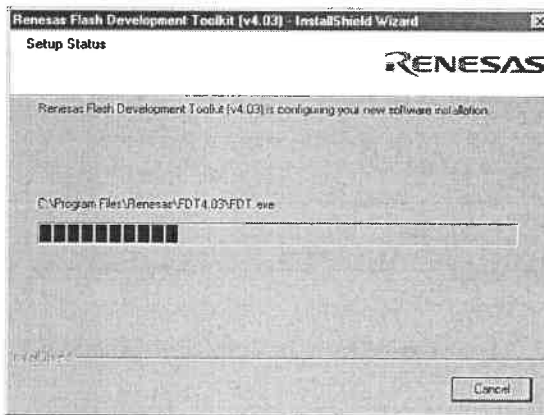 Renesas Flash Development Toolkit (v4.03) - InstallShield Wizard
Setup Status
RENESAS
Renesas Flash Development Toolkit (v4.03) is configuring your new software installation.
C:\Program Files\Renesas\FDT4.03\FDT.exe
InstallShield
Cancel